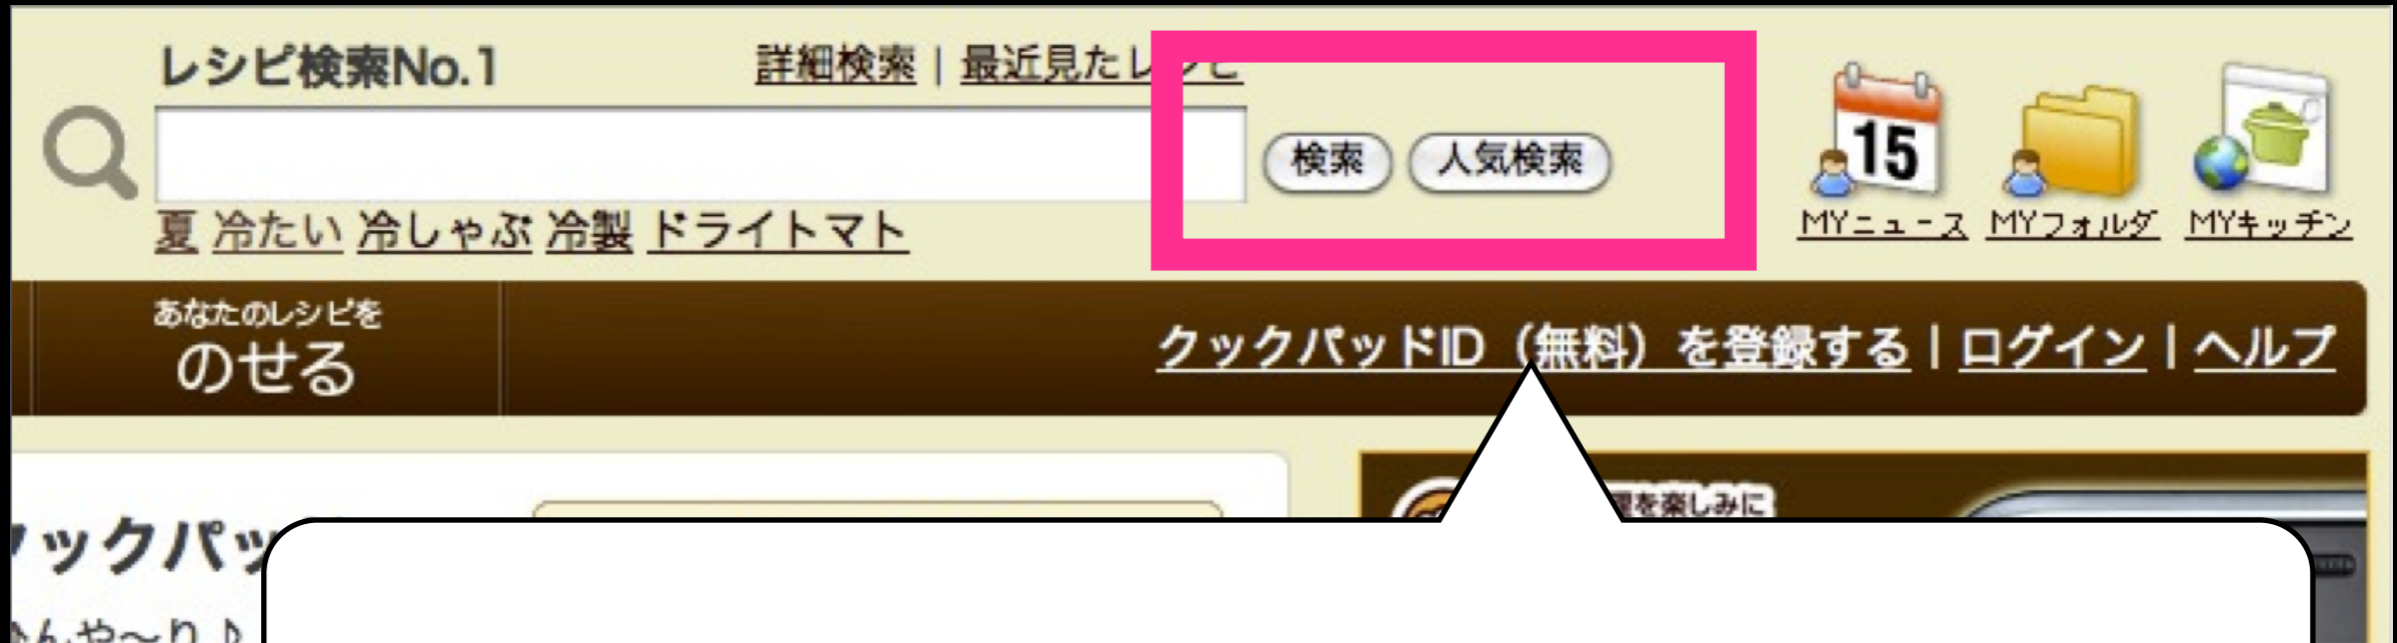 レシピ検索No.1
詳細検索 | 最近見たレシピ
検索 人気検索
夏 冷たい 冷しゃぶ 冷製 ドライトマト
15
MYニュース MYフォルダ MYキッチン
あなたのレシピを
のせる
クックパッドID（無料）を登録する | ログイン | ヘルプ
を楽しみに
ックパッ
んや〜り♪